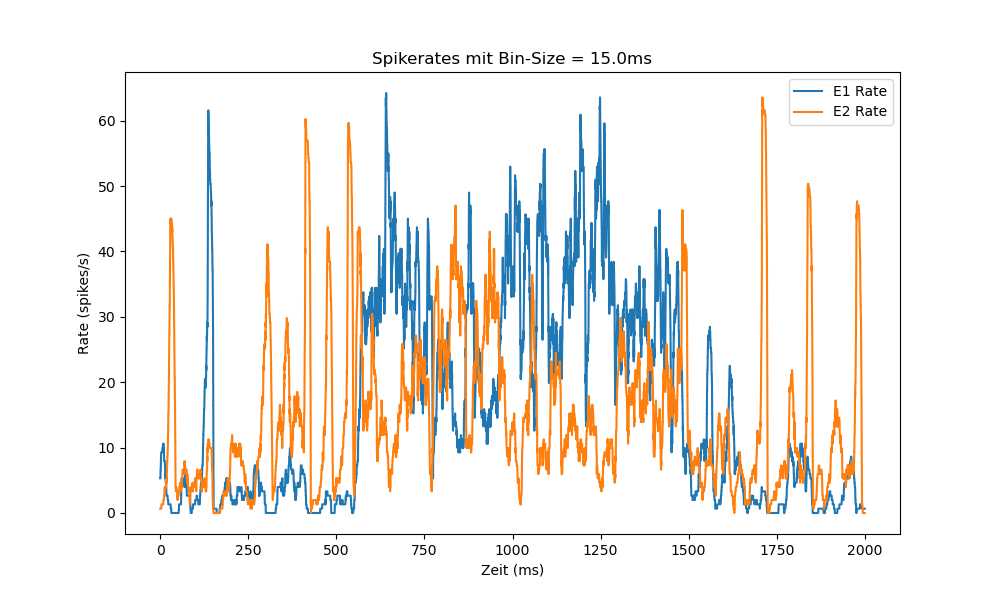 Spikerates mit Bin-Size = 15.0ms
E1 Rate
E2 Rate
60
50
40
30
20
10
0
Rate (spikes/s)
0 250 500 750 1000 1250 1500 1750 2000
Zeit (ms)